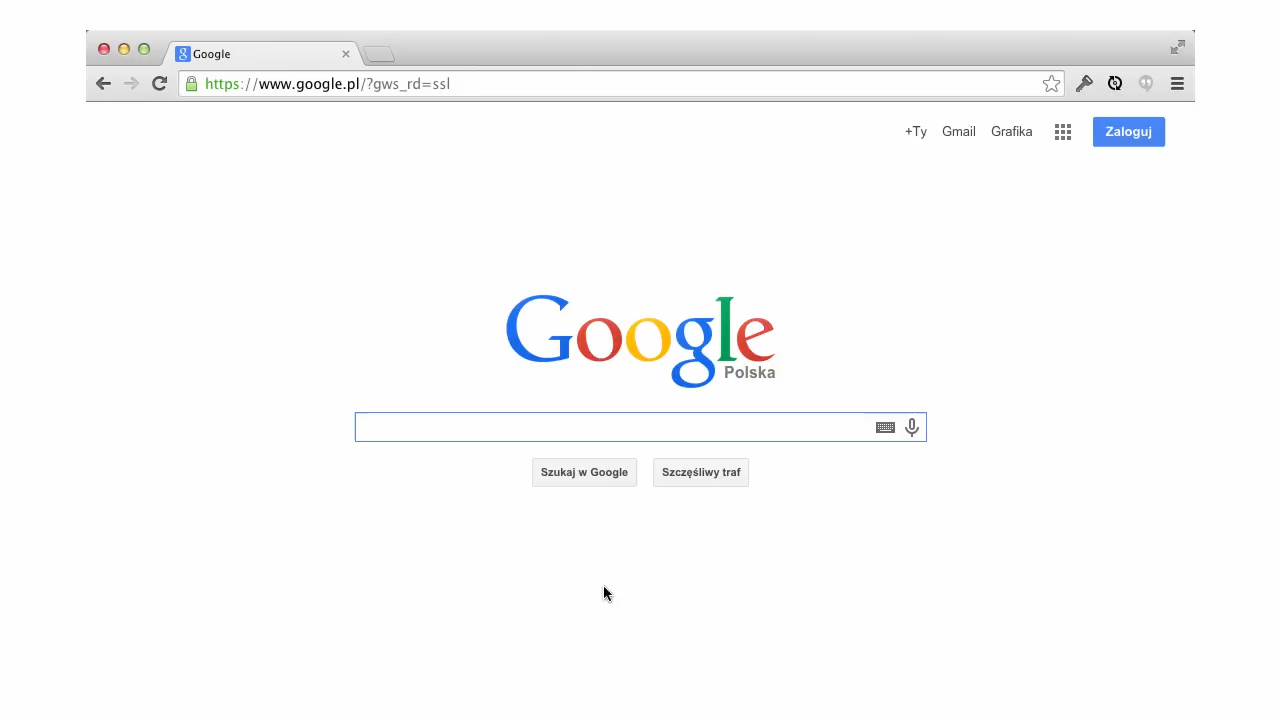 Google
https://www.google.pl/?gws_rd=ssl
+Ty Gmail Grafika Zaloguj
Google
Polska
Szukaj w Google Szczęśliwy traf